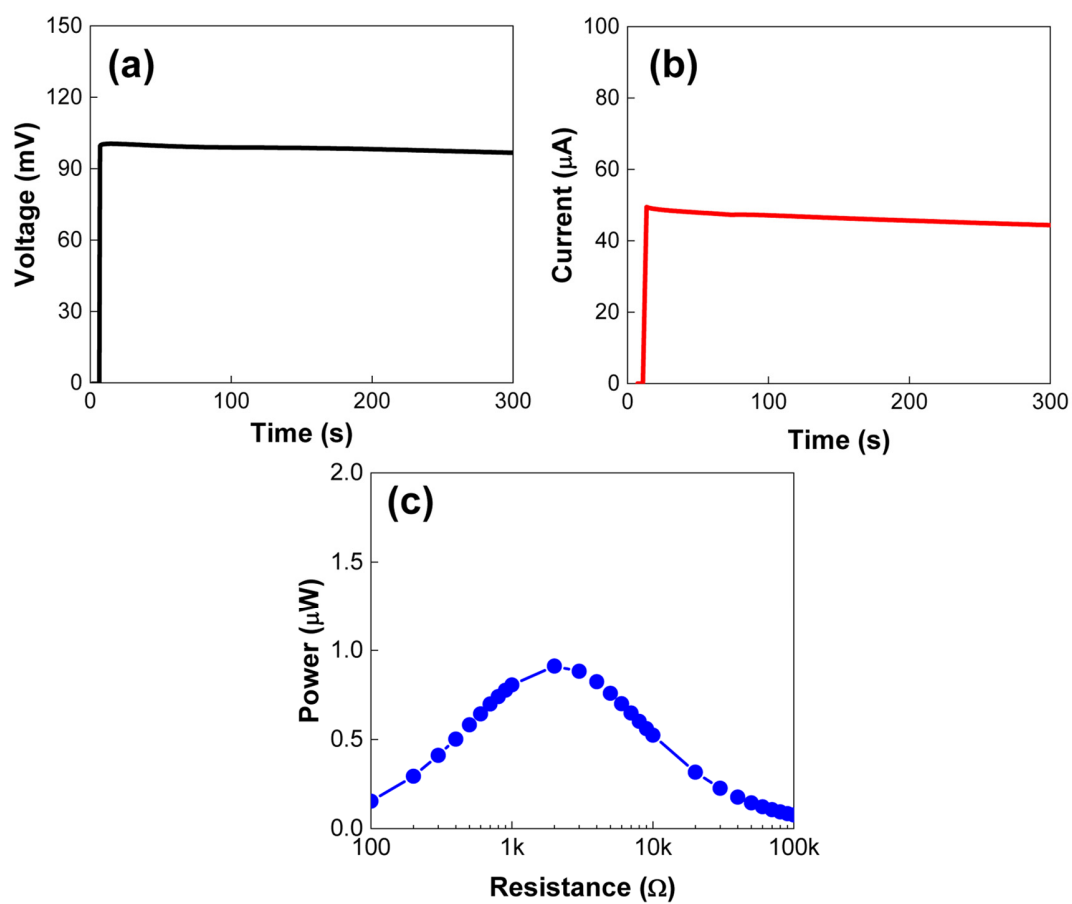 (a)
Voltage (mV)
150
120
90
60
30
0
0 100 200 300
Time (s)
(b)
Current (μA)
100
80
60
40
20
0
0 100 200 300
Time (s)
(c)
Power (μW)
2.0
1.5
1.0
0.5
0.0
100 1k 10k 100k
Resistance (Ω)